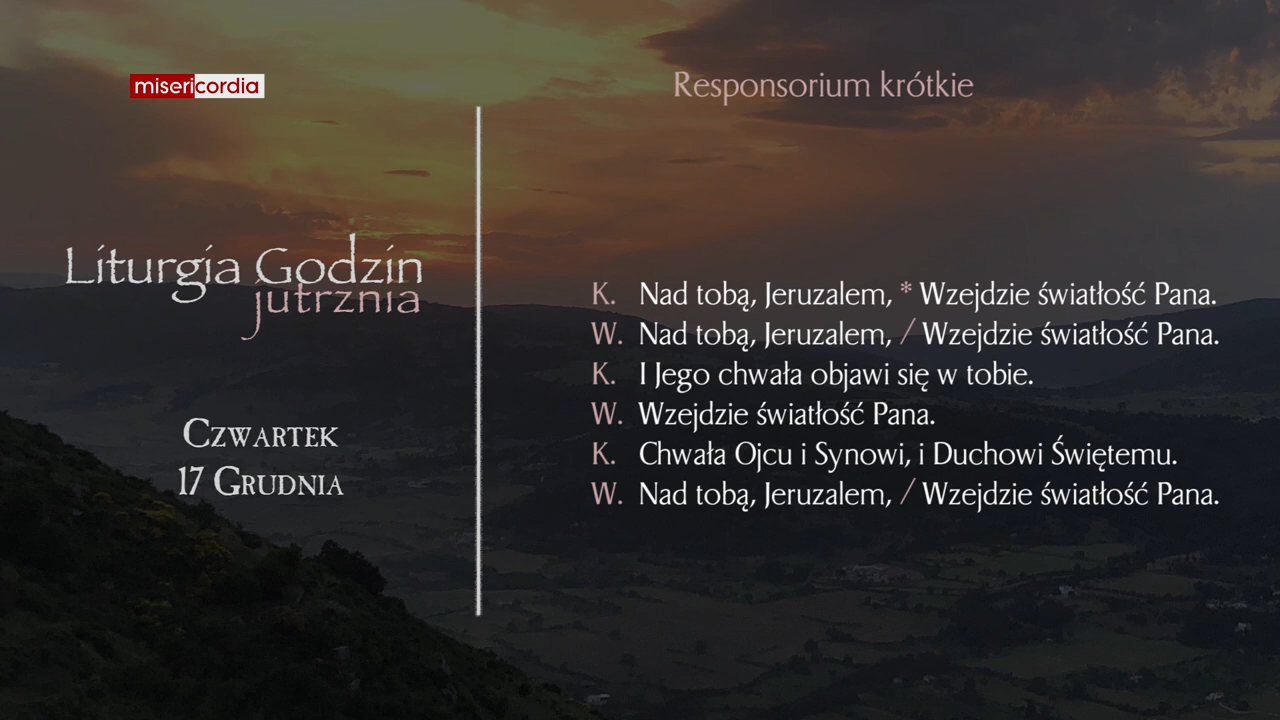 misericordia
Liturgia Godzin
jutrznia
Czwartek
17 Grudnia
Responsorium krótkie
K. Nad tobą, Jeruzalem, * Wzejdzie światłość Pana.
W. Nad tobą, Jeruzalem, / Wzejdzie światłość Pana.
K. I Jego chwała objawi się w tobie.
W. Wzejdzie światłość Pana.
K. Chwała Ojcu i Synowi, i Duchowi Świętemu.
W. Nad tobą, Jeruzalem, / Wzejdzie światłość Pana.